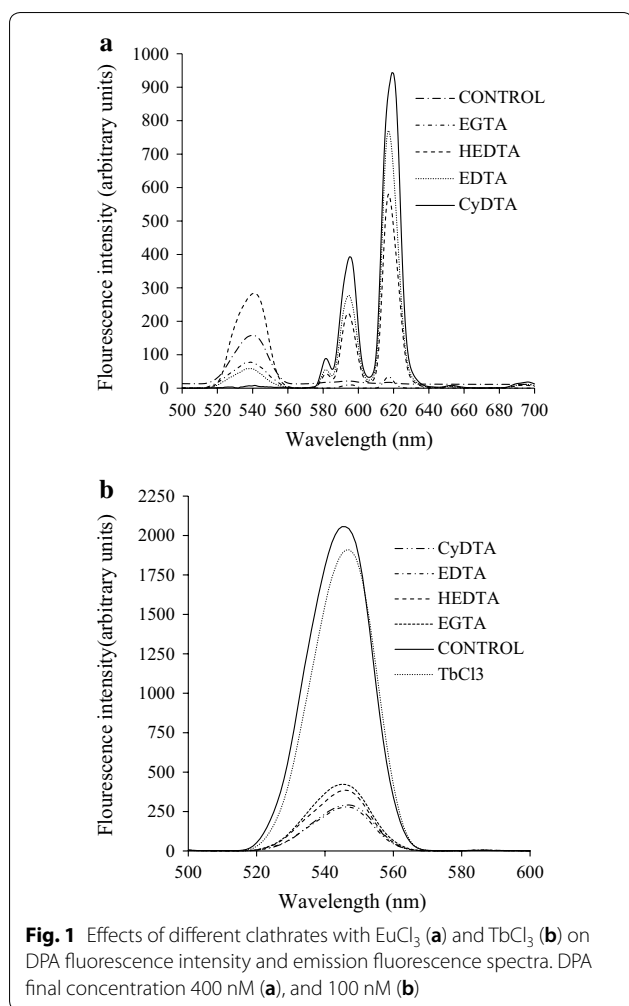 a
1000
900
800
700
600
500
400
300
200
100
0
Flourescence intensity (arbitrary units)
CONTROL
EGTA
HEDTA
EDTA
CyDTA
500 520 540 560 580 600 620 640 660 680 700
Wavelength (nm)
b
2250
2000
1750
1500
1250
1000
750
500
250
0
Flourescence intensity(arbitrary units)
CyDTA
EDTA
HEDTA
EGTA
CONTROL
TbCl3
500 520 540 560 580 600
Wavelength (nm)
Fig. 1 Effects of different clathrates with EuCl₃ (a) and TbCl₃ (b) on
DPA fluorescence intensity and emission fluorescence spectra. DPA
final concentration 400 nM (a), and 100 nM (b)